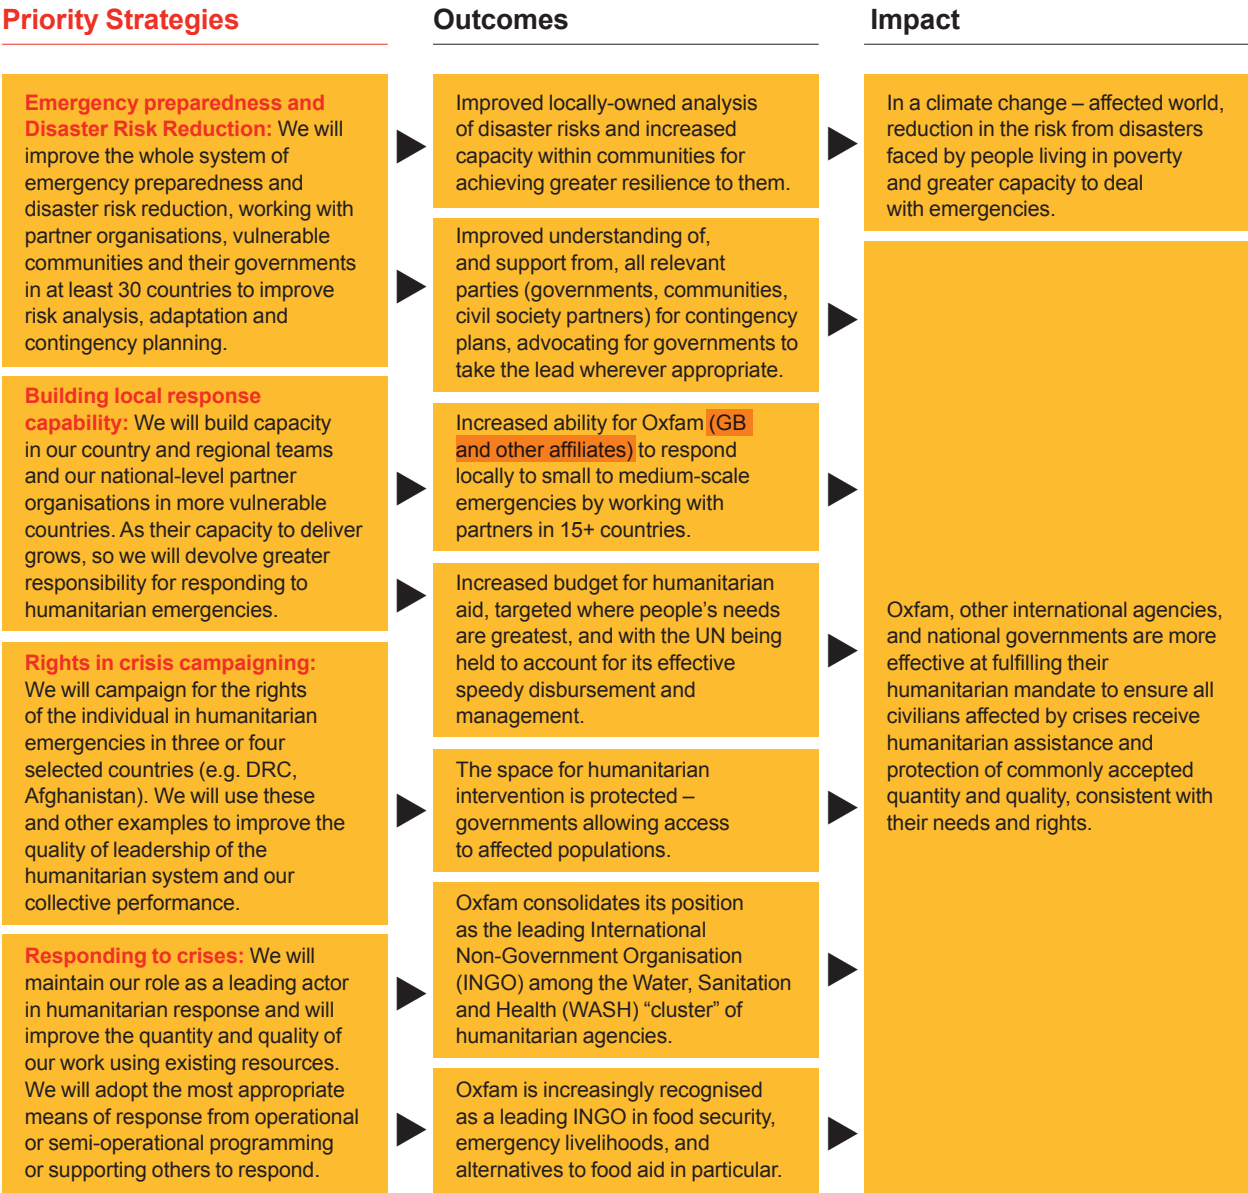 Priority Strategies
Emergency preparedness and
Disaster Risk Reduction: We will
improve the whole system of
emergency preparedness and
disaster risk reduction, working with
partner organisations, vulnerable
communities and their governments
in at least 30 countries to improve
risk analysis, adaptation and
contingency planning.
Building local response
capability: We will build capacity
in our country and regional teams
and our national-level partner
organisations in more vulnerable
countries. As their capacity to deliver
grows, so we will devolve greater
responsibility for responding to
humanitarian emergencies.
Rights in crisis campaigning:
We will campaign for the rights
of the individual in humanitarian
emergencies in three or four
selected countries (e.g. DRC,
Afghanistan). We will use these
and other examples to improve the
quality of leadership of the
humanitarian system and our
collective performance.
Responding to crises: We will
maintain our role as a leading actor
in humanitarian response and will
improve the quantity and quality of
our work using existing resources.
We will adopt the most appropriate
means of response from operational
or semi-operational programming
or supporting others to respond.
Outcomes
Improved locally-owned analysis
of disaster risks and increased
capacity within communities for
achieving greater resilience to them.
Improved understanding of,
and support from, all relevant
parties (governments, communities,
civil society partners) for contingency
plans, advocating for governments to
take the lead wherever appropriate.
Increased ability for Oxfam (GB
and other affiliates) to respond
locally to small to medium-scale
emergencies by working with
partners in 15+ countries.
Increased budget for humanitarian
aid, targeted where people’s needs
are greatest, and with the UN being
held to account for its effective
speedy disbursement and
management.
The space for humanitarian
intervention is protected –
governments allowing access
to affected populations.
Oxfam consolidates its position
as the leading International
Non-Government Organisation
(INGO) among the Water, Sanitation
and Health (WASH) “cluster” of
humanitarian agencies.
Oxfam is increasingly recognised
as a leading INGO in food security,
emergency livelihoods, and
alternatives to food aid in particular.
Impact
In a climate change – affected world,
reduction in the risk from disasters
faced by people living in poverty
and greater capacity to deal
with emergencies.
Oxfam, other international agencies,
and national governments are more
effective at fulfilling their
humanitarian mandate to ensure all
civilians affected by crises receive
humanitarian assistance and
protection of commonly accepted
quantity and quality, consistent with
their needs and rights.